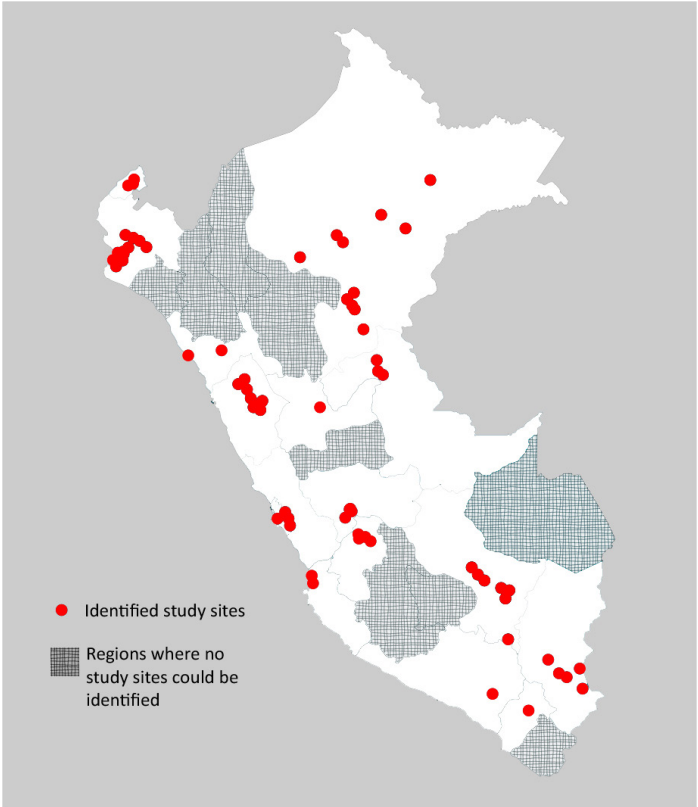 Identified study sites
Regions where no
study sites could be
identified